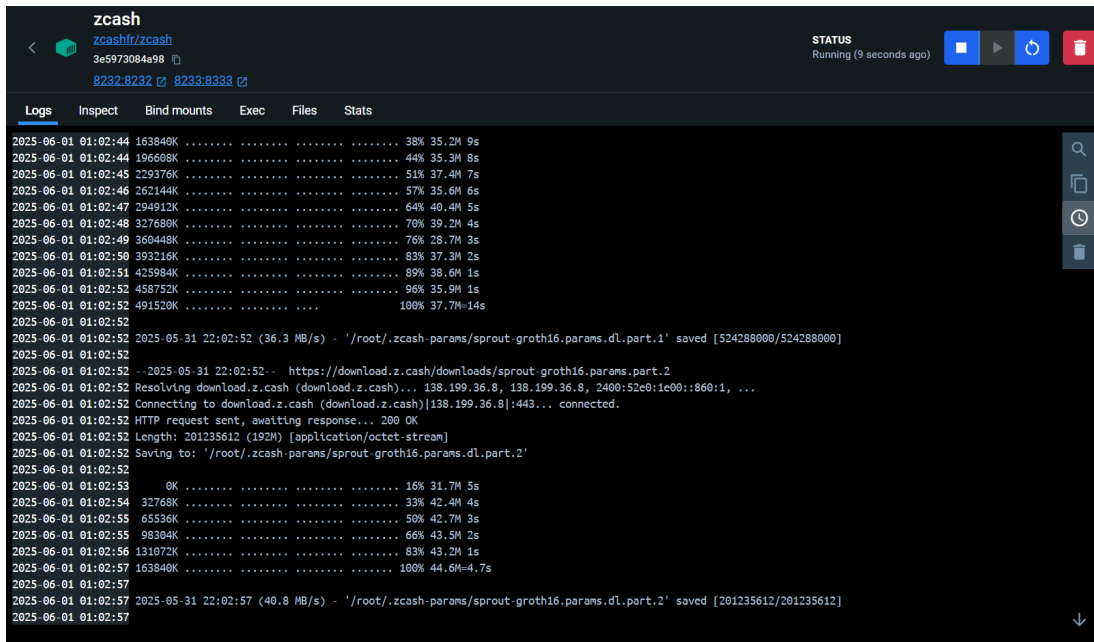 zcash
zcashfr/zcash
3e5973084a98
8232:8232 8233:8333
STATUS
Running (9 seconds ago)
Logs Inspect Bind mounts Exec Files Stats
2025-06-01 01:02:44 163840K ........ ........ ........ ........ 38% 35.2M 9s
2025-06-01 01:02:44 196608K ........ ........ ........ ........ 44% 35.3M 8s
2025-06-01 01:02:45 229376K ........ ........ ........ ........ 51% 37.4M 7s
2025-06-01 01:02:46 262144K ........ ........ ........ ........ 57% 35.6M 6s
2025-06-01 01:02:47 294912K ........ ........ ........ ........ 64% 40.4M 5s
2025-06-01 01:02:48 327680K ........ ........ ........ ........ 70% 39.2M 4s
2025-06-01 01:02:49 360448K ........ ........ ........ ........ 76% 28.7M 3s
2025-06-01 01:02:50 393216K ........ ........ ........ ........ 83% 37.3M 2s
2025-06-01 01:02:51 425984K ........ ........ ........ ........ 89% 38.6M 1s
2025-06-01 01:02:52 458752K ........ ........ ........ ........ 96% 35.9M 1s
2025-06-01 01:02:52 491520K ........ ........ .... 100% 37.7M=14s
2025-06-01 01:02:52
2025-06-01 01:02:52 2025-05-31 22:02:52 (36.3 MB/s) - '/root/.zcash-params/sprout-groth16.params.dl.part.1' saved [524288000/524288000]
2025-06-01 01:02:52
2025-06-01 01:02:52 --2025-05-31 22:02:52-- https://download.z.cash/downloads/sprout-groth16.params.part.2
2025-06-01 01:02:52 Resolving download.z.cash (download.z.cash)... 138.199.36.8, 138.199.36.8, 2400:52e0:1e00::860:1, ...
2025-06-01 01:02:52 Connecting to download.z.cash (download.z.cash)|138.199.36.8|:443... connected.
2025-06-01 01:02:52 HTTP request sent, awaiting response... 200 OK
2025-06-01 01:02:52 Length: 201235612 (192M) [application/octet-stream]
2025-06-01 01:02:52 Saving to: '/root/.zcash-params/sprout-groth16.params.dl.part.2'
2025-06-01 01:02:52
2025-06-01 01:02:53 0K ........ ........ ........ ........ 16% 31.7M 5s
2025-06-01 01:02:54 32768K ........ ........ ........ ........ 33% 42.4M 4s
2025-06-01 01:02:55 65536K ........ ........ ........ ........ 50% 42.7M 3s
2025-06-01 01:02:55 98304K ........ ........ ........ ........ 66% 43.5M 2s
2025-06-01 01:02:56 131072K ........ ........ ........ ........ 83% 43.2M 1s
2025-06-01 01:02:57 163840K ........ ........ ........ ....... 100% 44.6M=4.7s
2025-06-01 01:02:57
2025-06-01 01:02:57 2025-05-31 22:02:57 (40.8 MB/s) - '/root/.zcash-params/sprout-groth16.params.dl.part.2' saved [201235612/201235612]
2025-06-01 01:02:57